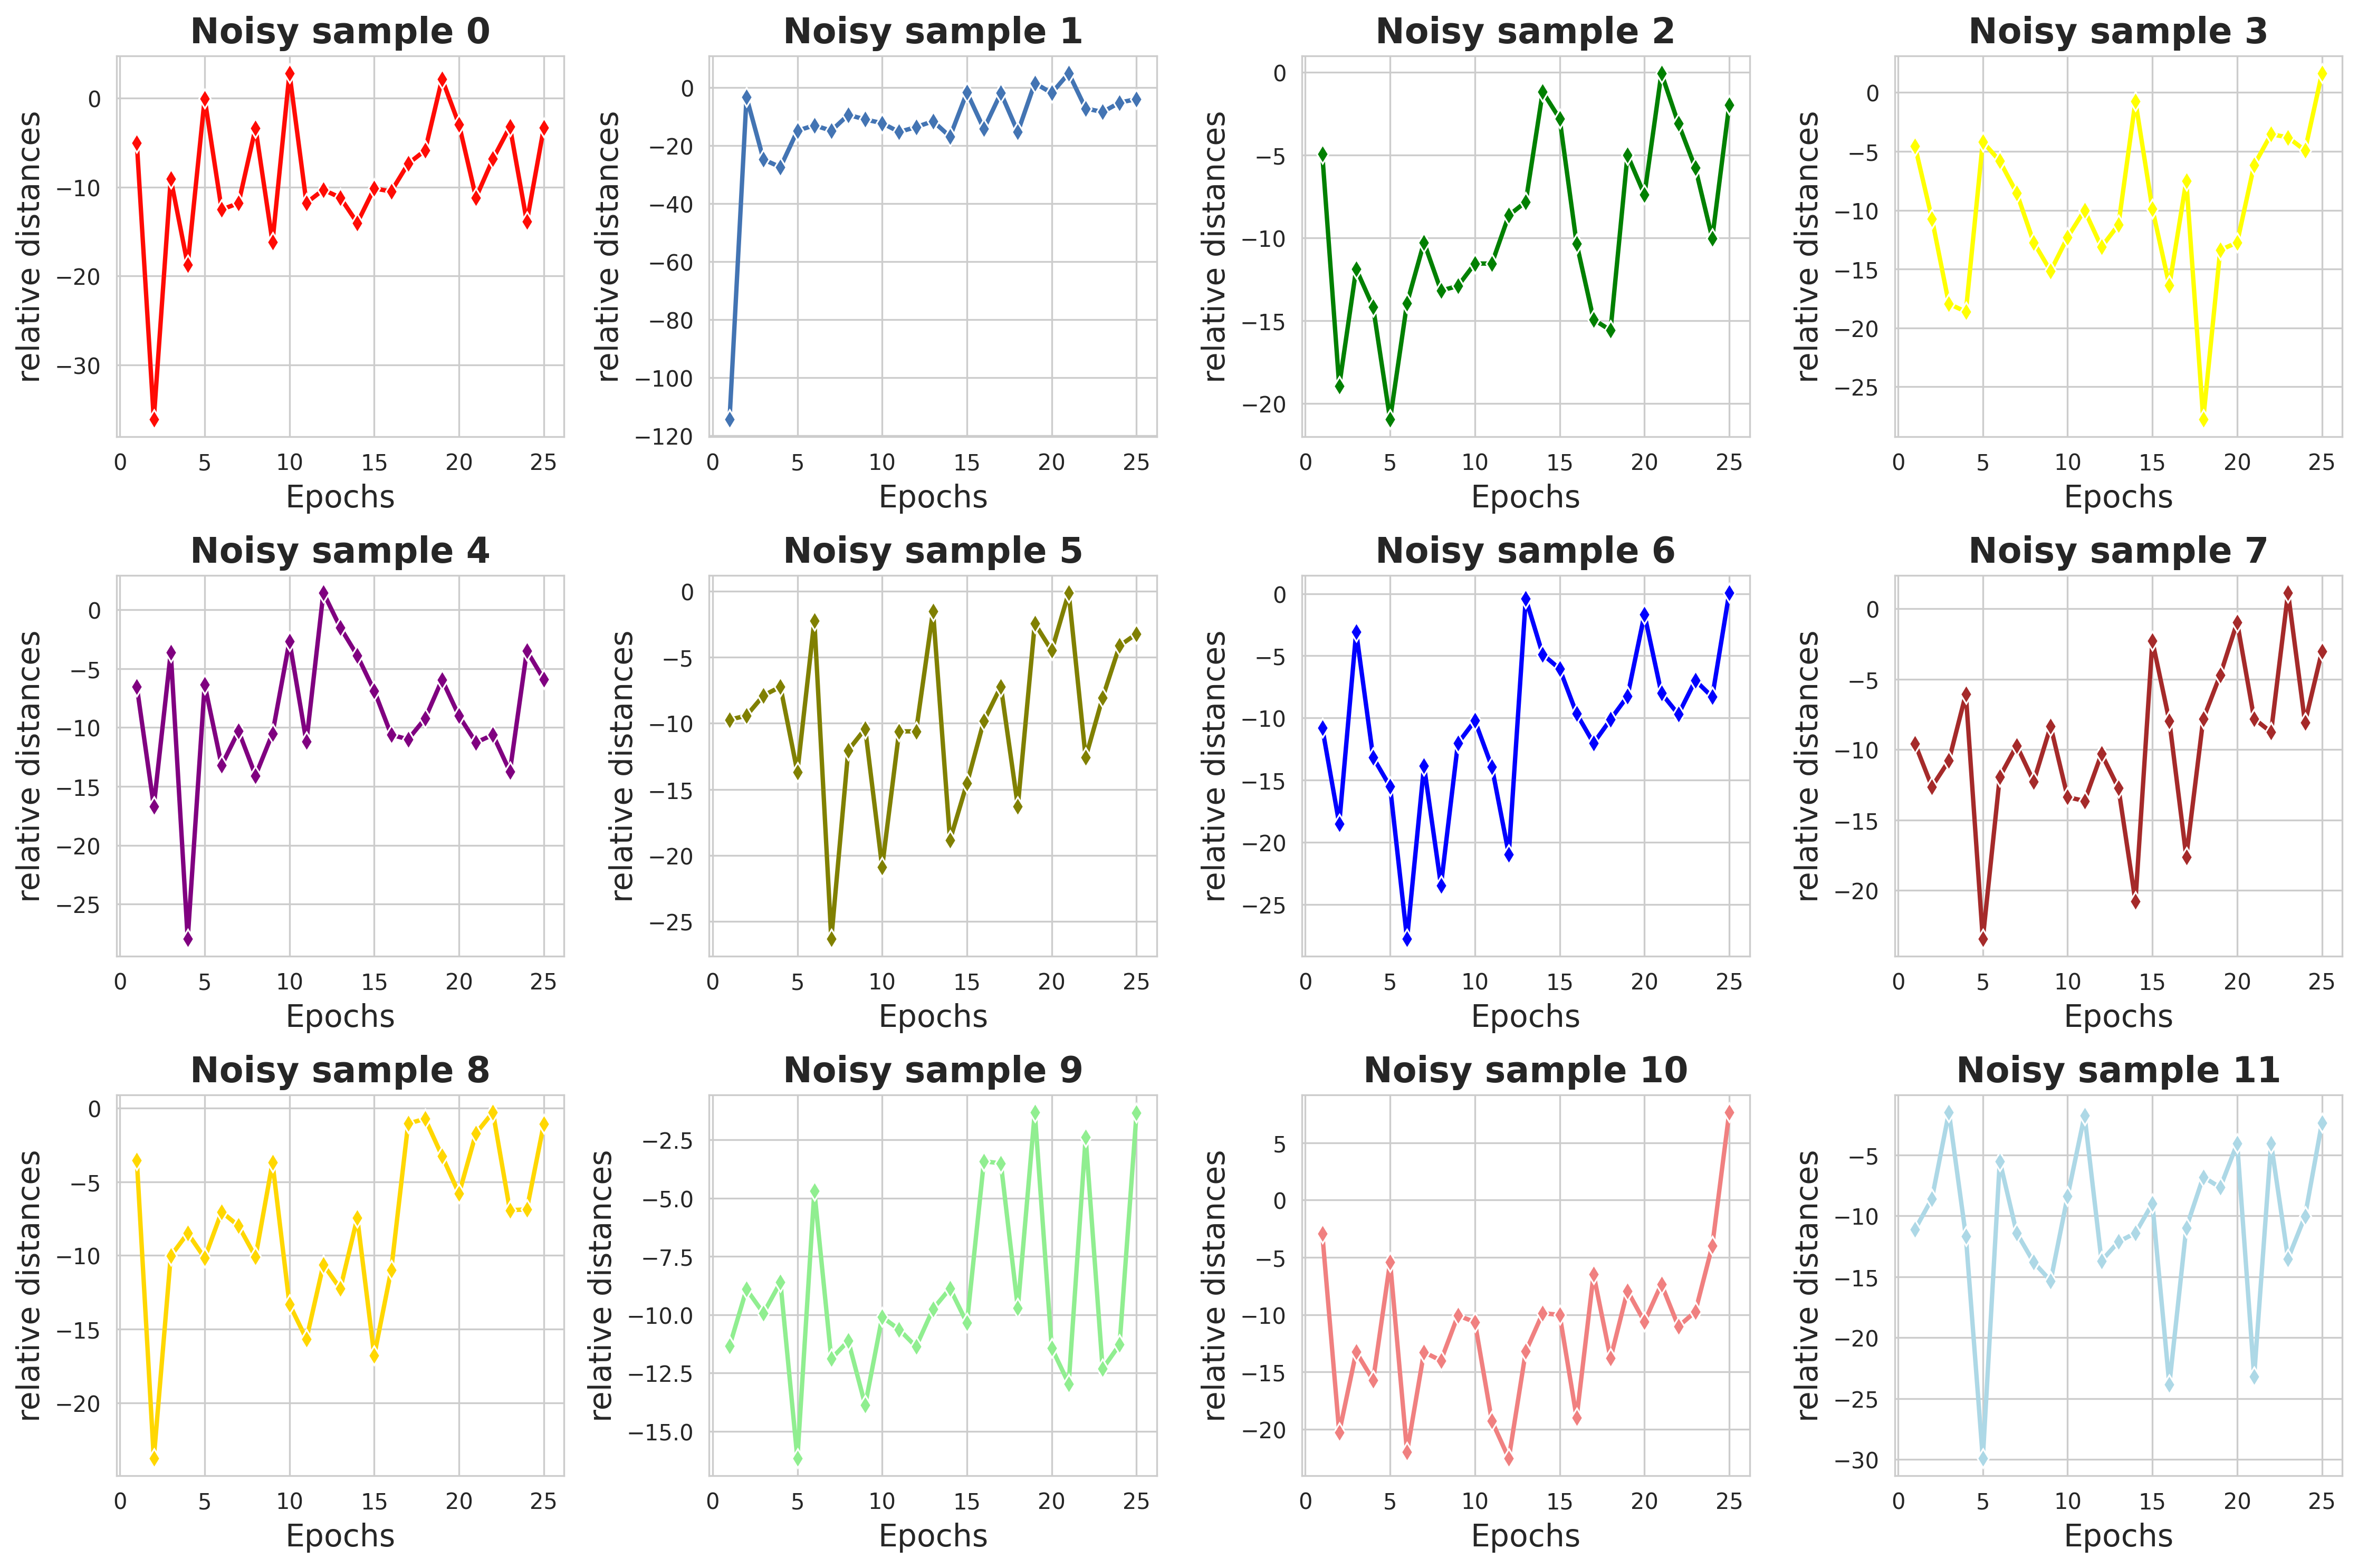 Noisy sample 0
relative distances
0
−10
−20
−30
0 5 10 15 20 25
Epochs
Noisy sample 1
relative distances
0
−20
−40
−60
−80
−100
−120
0 5 10 15 20 25
Epochs
Noisy sample 2
relative distances
0
−5
−10
−15
−20
0 5 10 15 20 25
Epochs
Noisy sample 3
relative distances
0
−5
−10
−15
−20
−25
0 5 10 15 20 25
Epochs
Noisy sample 4
relative distances
0
−5
−10
−15
−20
−25
0 5 10 15 20 25
Epochs
Noisy sample 5
relative distances
0
−5
−10
−15
−20
−25
0 5 10 15 20 25
Epochs
Noisy sample 6
relative distances
0
−5
−10
−15
−20
−25
0 5 10 15 20 25
Epochs
Noisy sample 7
relative distances
0
−5
−10
−15
−20
0 5 10 15 20 25
Epochs
Noisy sample 8
relative distances
0
−5
−10
−15
−20
0 5 10 15 20 25
Epochs
Noisy sample 9
relative distances
−2.5
−5.0
−7.5
−10.0
−12.5
−15.0
0 5 10 15 20 25
Epochs
Noisy sample 10
relative distances
5
0
−5
−10
−15
−20
0 5 10 15 20 25
Epochs
Noisy sample 11
relative distances
−5
−10
−15
−20
−25
−30
0 5 10 15 20 25
Epochs